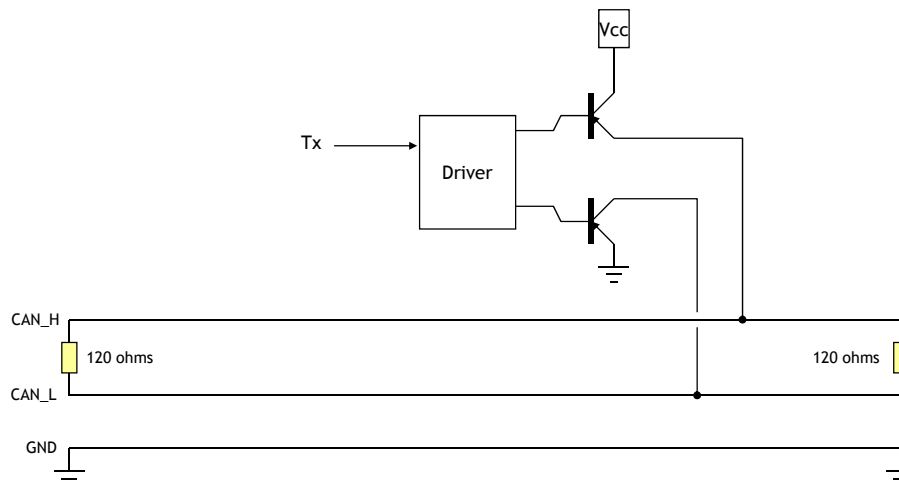 Vcc
Tx
Driver
CAN_H
120 ohms
120 ohms
CAN_L
GND